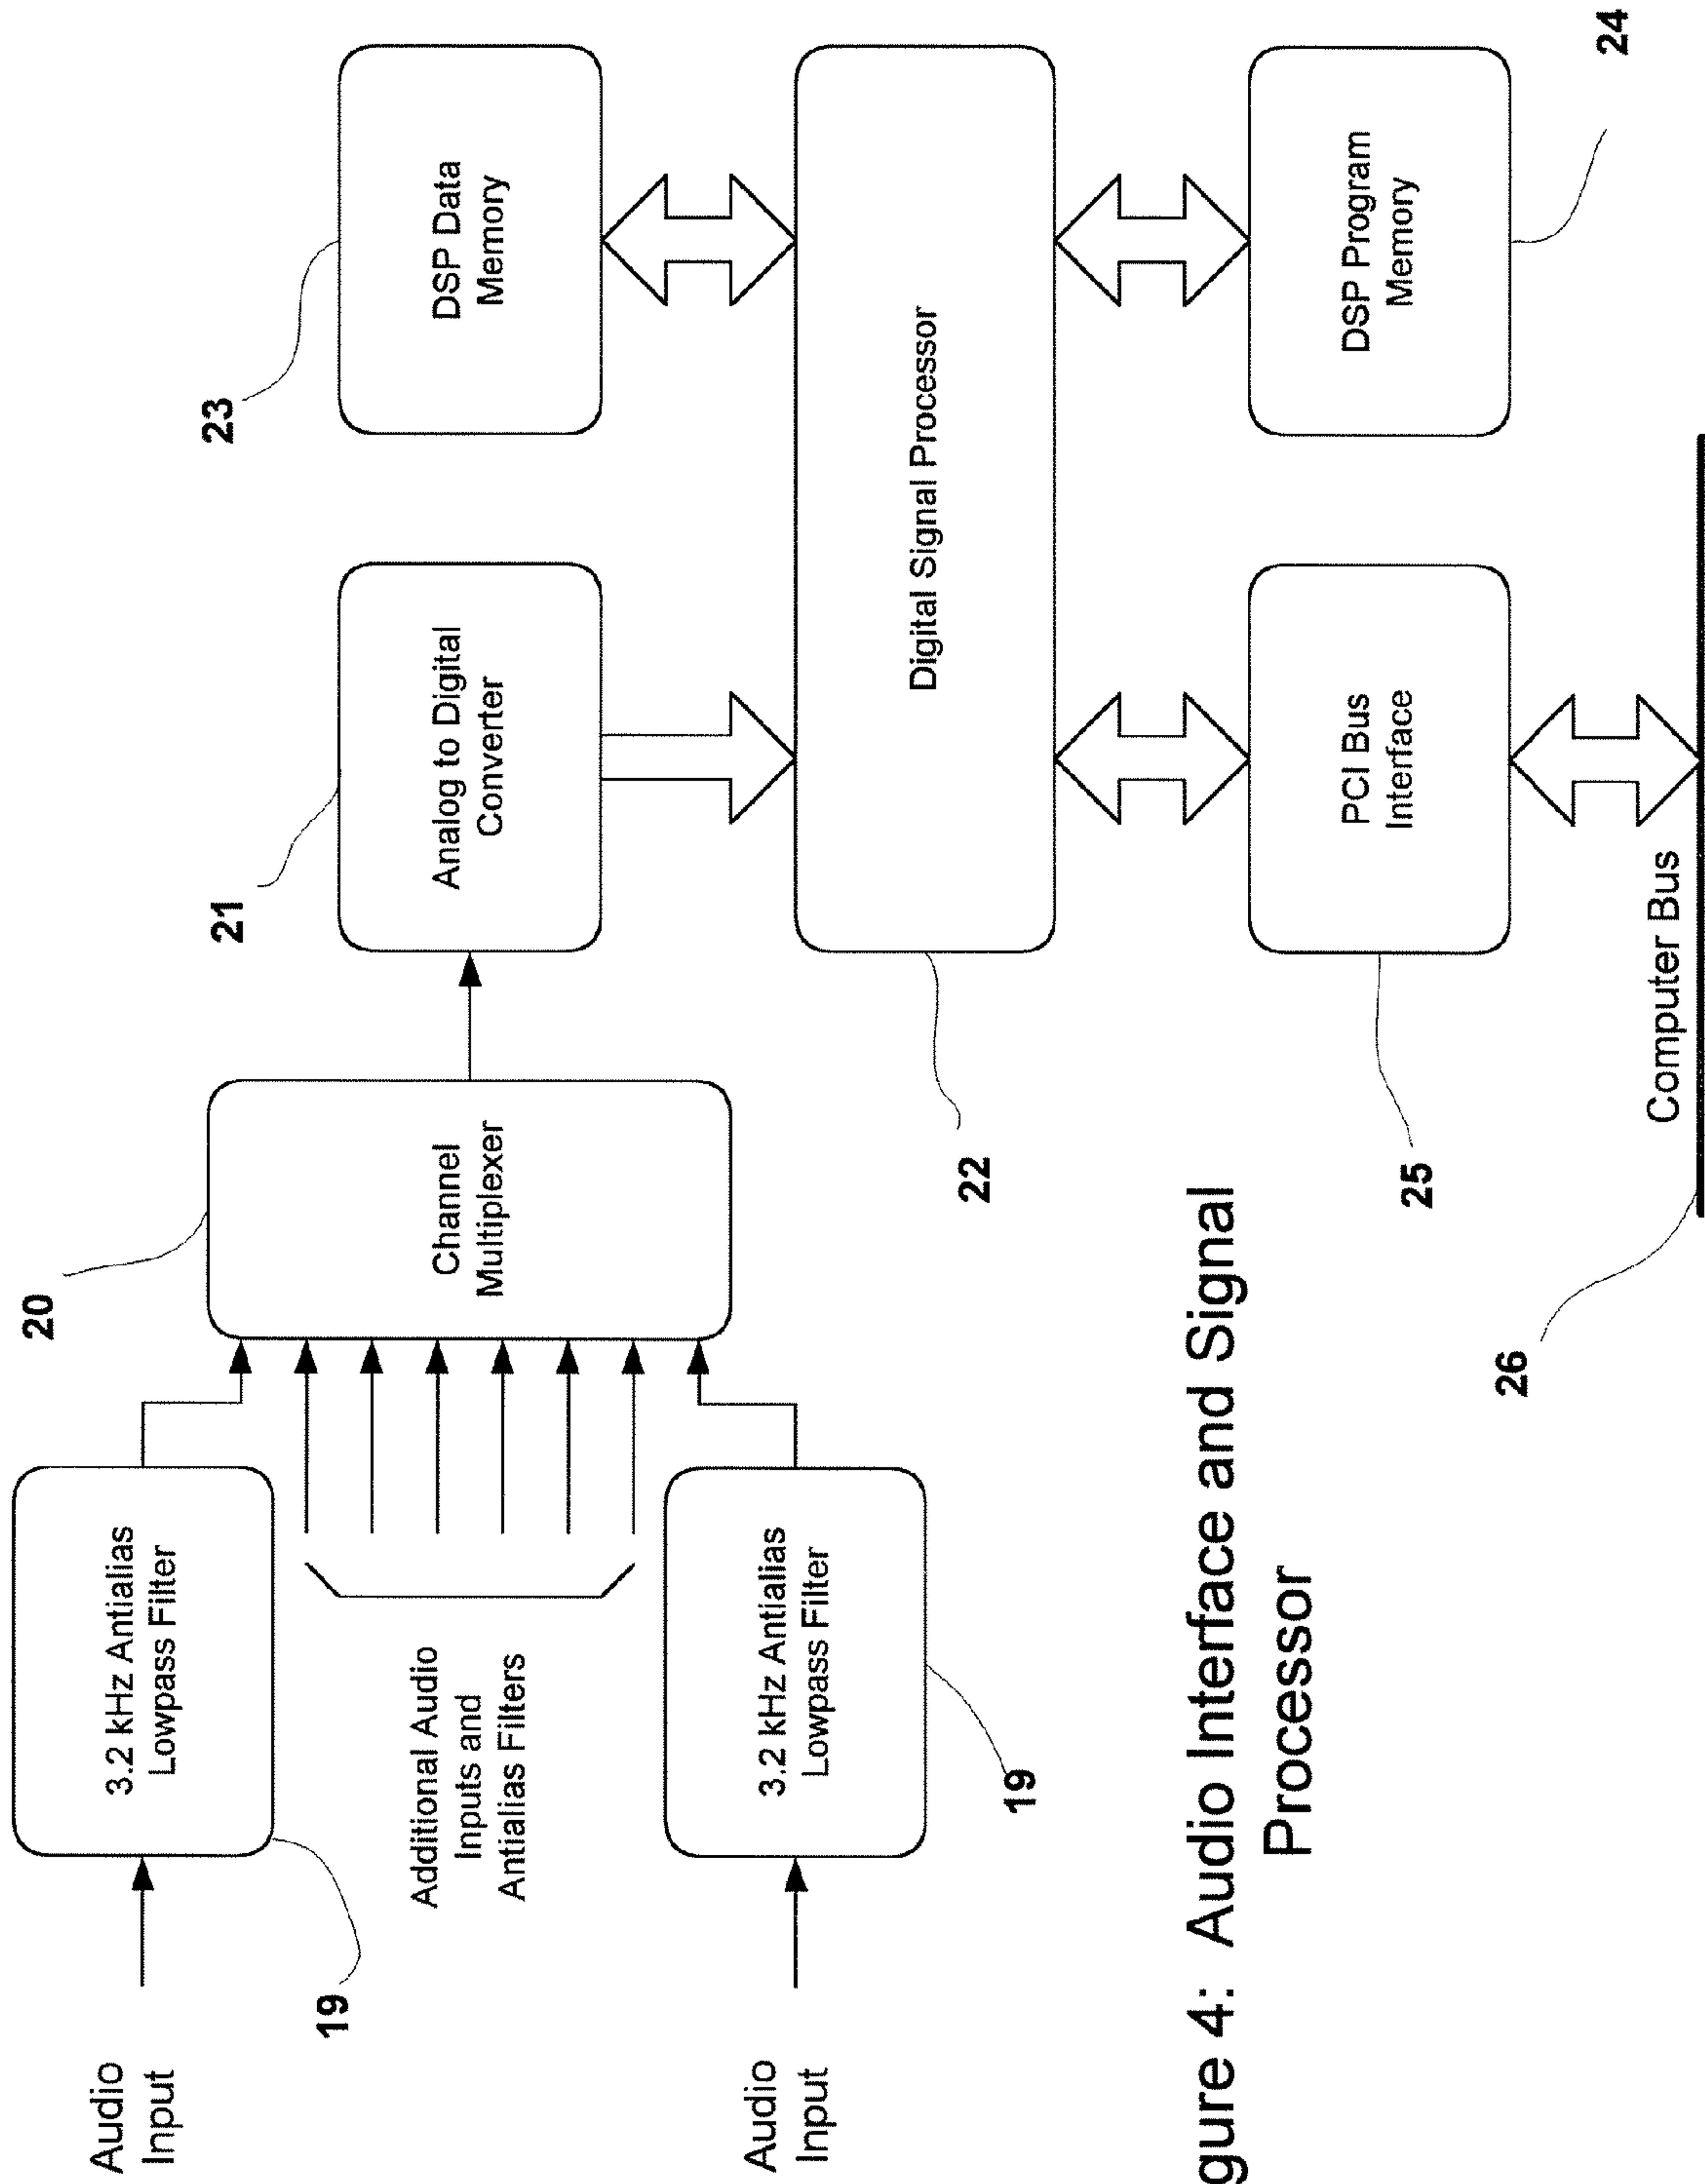 20
21
23
Audio
Input
3.2 kHz Antialias
Lowpass Filter
19
Additional Audio
Inputs and
Antialias Filters
Channel
Multiplexer
Analog to Digital
Converter
DSP Data
Memory
Audio
Input
3.2 kHz Antialias
Lowpass Filter
19
22
Digital Signal Processor
25
PCI Bus
Interface
DSP Program
Memory
24
26
Computer Bus
gure 4: Audio Interface and Signal
Processor